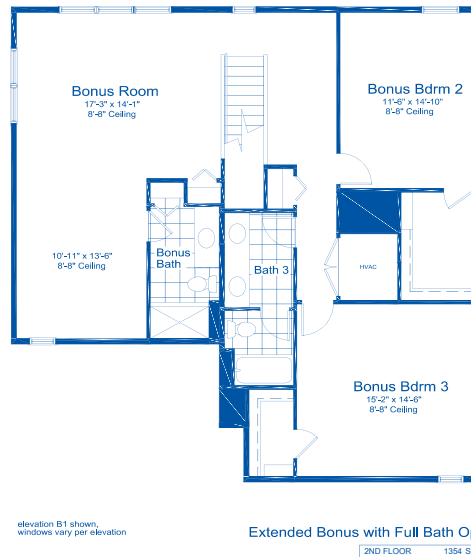 Bonus Room
17'-3" x 14'-1"
8'-8" Ceiling
Bonus Bdrm 2
11'-6" x 14'-10"
8'-8" Ceiling
10'-11" x 13'-6"
8'-8" Ceiling
Bonus
Bath
Bath 3
HVAC
Bonus Bdrm 3
15'-2" x 14'-6"
8'-8" Ceiling
elevation B1 shown,
windows vary per elevation
Extended Bonus with Full Bath O
2ND FLOOR 1354 S